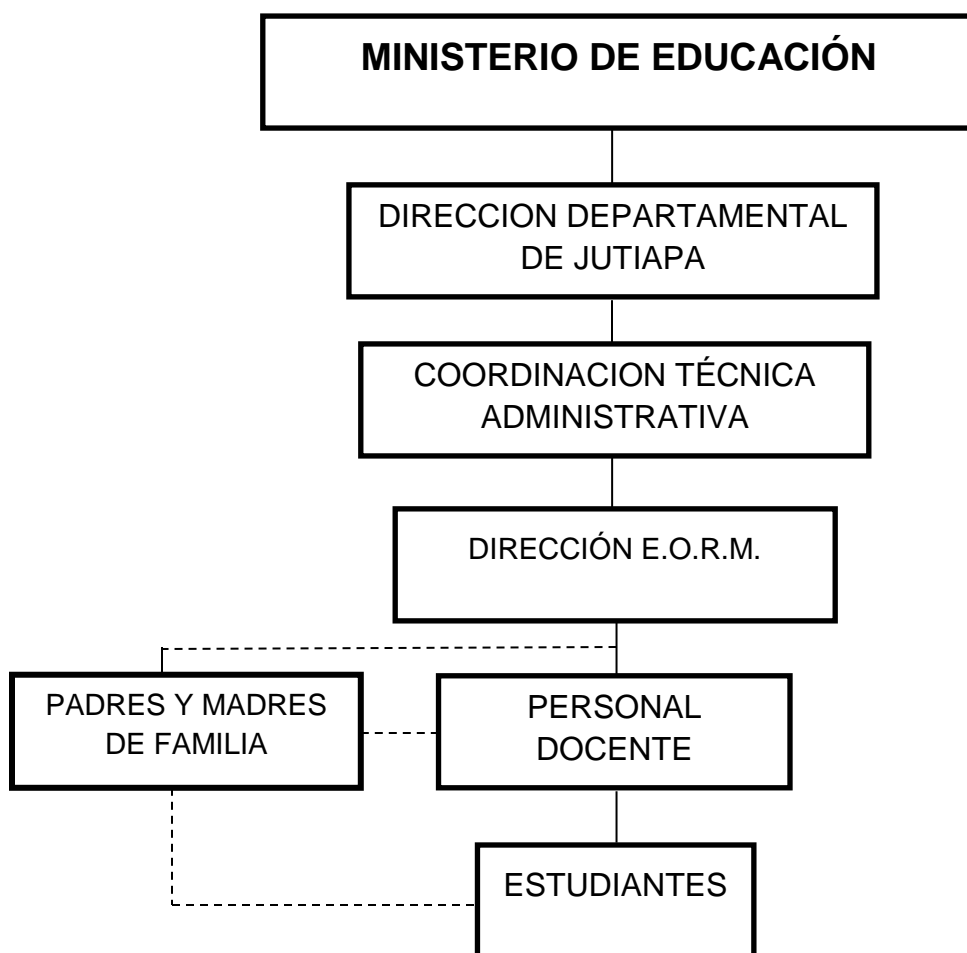 MINISTERIO DE EDUCACIÓN
DIRECCION DEPARTAMENTAL
DE JUTIAPA
COORDINACION TÉCNICA
ADMINISTRATIVA
DIRECCIÓN E.O.R.M.
PADRES Y MADRES
DE FAMILIA
PERSONAL
DOCENTE
ESTUDIANTES